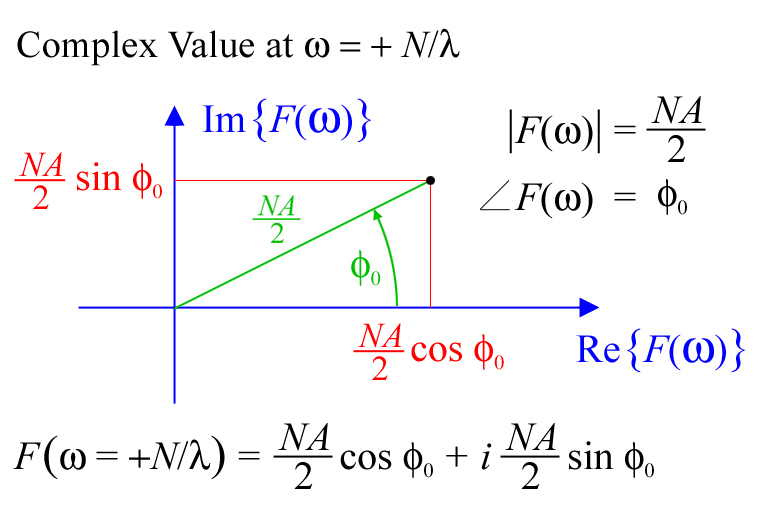 Complex Value at ω = + N/λ
Im{F(ω)}
|F(ω)| = NA/2
NA/2 sin ϕ₀
∠F(ω) = ϕ₀
NA/2
ϕ₀
NA/2 cos ϕ₀
Re{F(ω)}
F(ω = +N/λ) = NA/2 cos ϕ₀ + i NA/2 sin ϕ₀